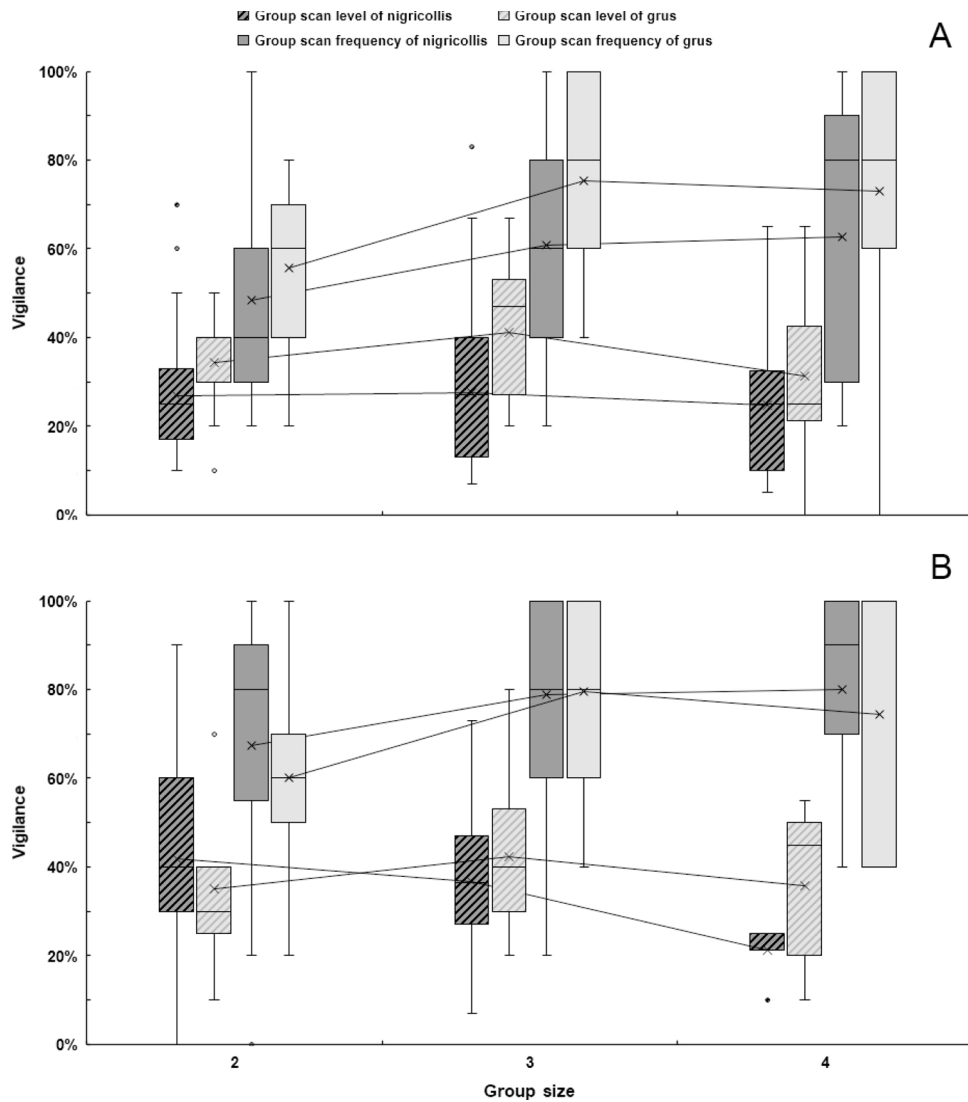 Group scan level of nigricollis Group scan level of grus
Group scan frequency of nigricollis Group scan frequency of grus
A
100%
80%
60%
40%
20%
0%
Vigilance
B
100%
80%
60%
40%
20%
0%
Vigilance
2 3 4
Group size